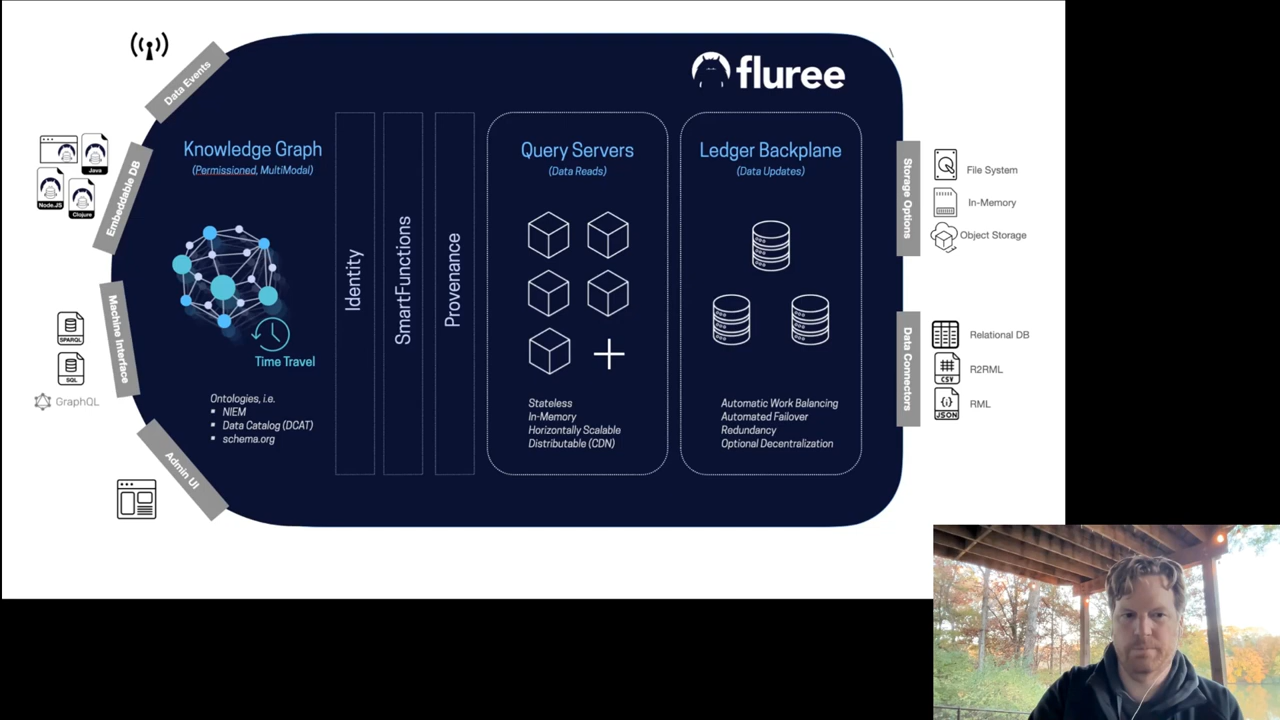 fluree
Data Events
Embeddable DB
Java
Node.JS
Clojure
Machine Interface
SPARQL
SQL
GraphQL
Admin UI
Knowledge Graph
(Permissioned, MultiModal)
Time Travel
Ontologies, i.e.
▪ NIEM
▪ Data Catalog (DCAT)
▪ schema.org
Identity
SmartFunctions
Provenance
Query Servers
(Data Reads)
Stateless
In-Memory
Horizontally Scalable
Distributable (CDN)
Ledger Backplane
(Data Updates)
Automatic Work Balancing
Automated Failover
Redundancy
Optional Decentralization
Storage Options
File System
In-Memory
Object Storage
Data Connectors
Relational DB
CSV
R2RML
JSON
RML